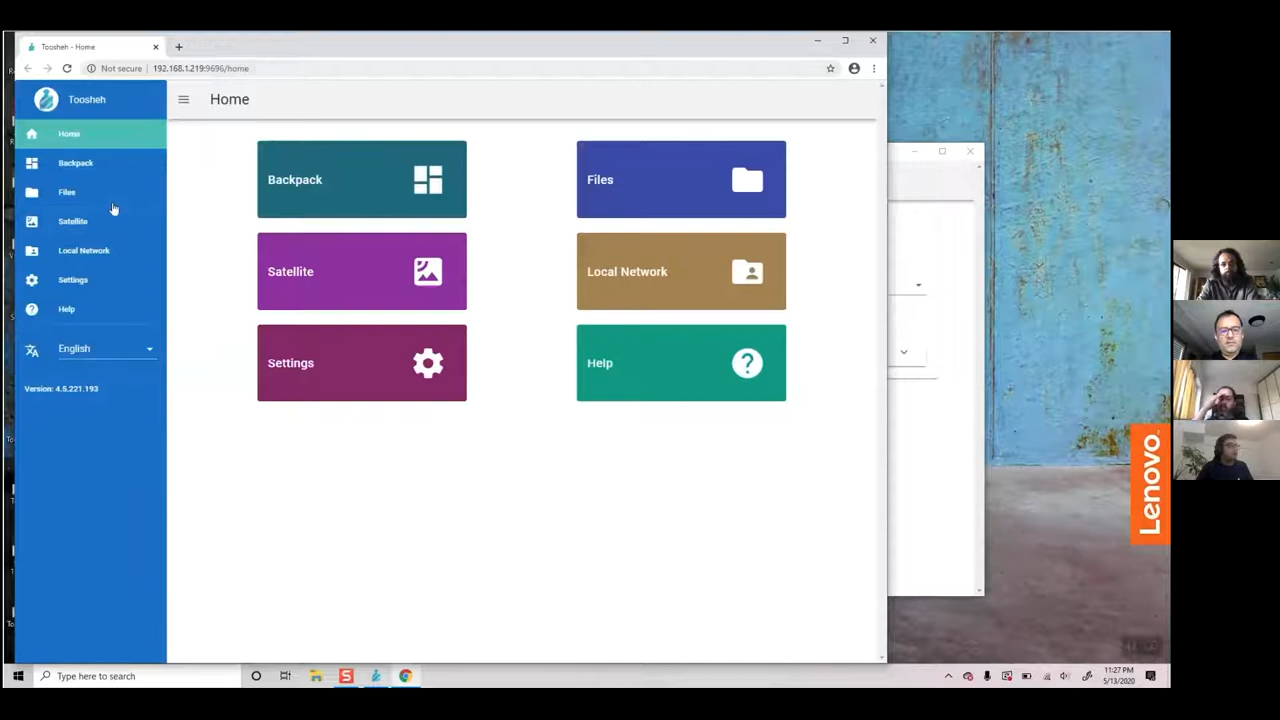 Toosheh - Home
Not secure
192.168.1.219:9696/home
Toosheh
Home
Home
Backpack
Files
Satellite
Local Network
Settings
Help
English
Version: 4.5.221.193
Backpack
Files
Satellite
Local Network
Settings
Help
Lenovo
Type here to search
11:27 PM
5/13/2020